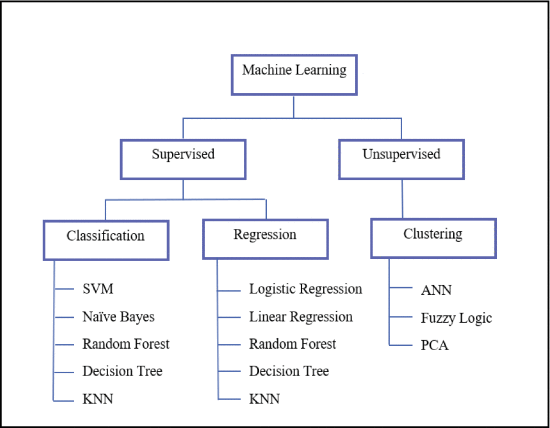 Machine Learning
Supervised
Unsupervised
Classification
Regression
Clustering
SVM
Naïve Bayes
Random Forest
Decision Tree
KNN
Logistic Regression
Linear Regression
Random Forest
Decision Tree
KNN
ANN
Fuzzy Logic
PCA